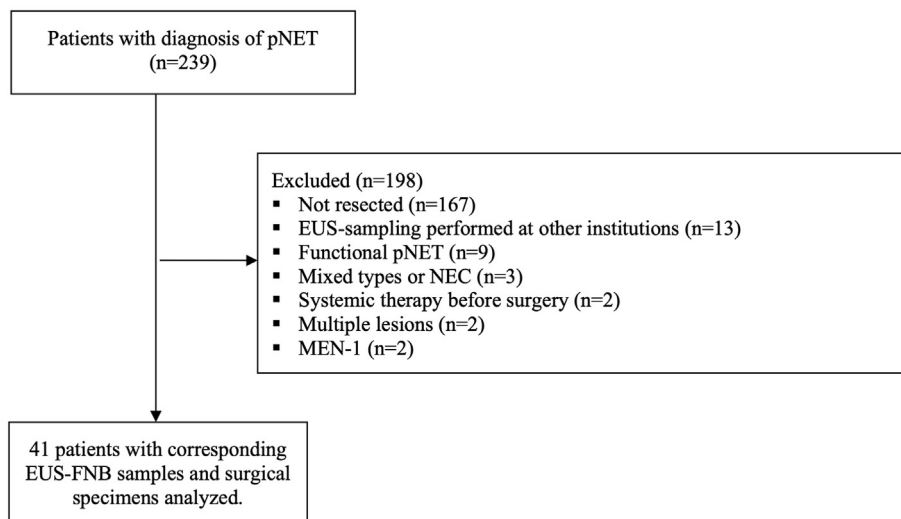 Patients with diagnosis of pNET
(n=239)
Excluded (n=198)
▪ Not resected (n=167)
▪ EUS-sampling performed at other institutions (n=13)
▪ Functional pNET (n=9)
▪ Mixed types or NEC (n=3)
▪ Systemic therapy before surgery (n=2)
▪ Multiple lesions (n=2)
▪ MEN-1 (n=2)
41 patients with corresponding
EUS-FNB samples and surgical
specimens analyzed.